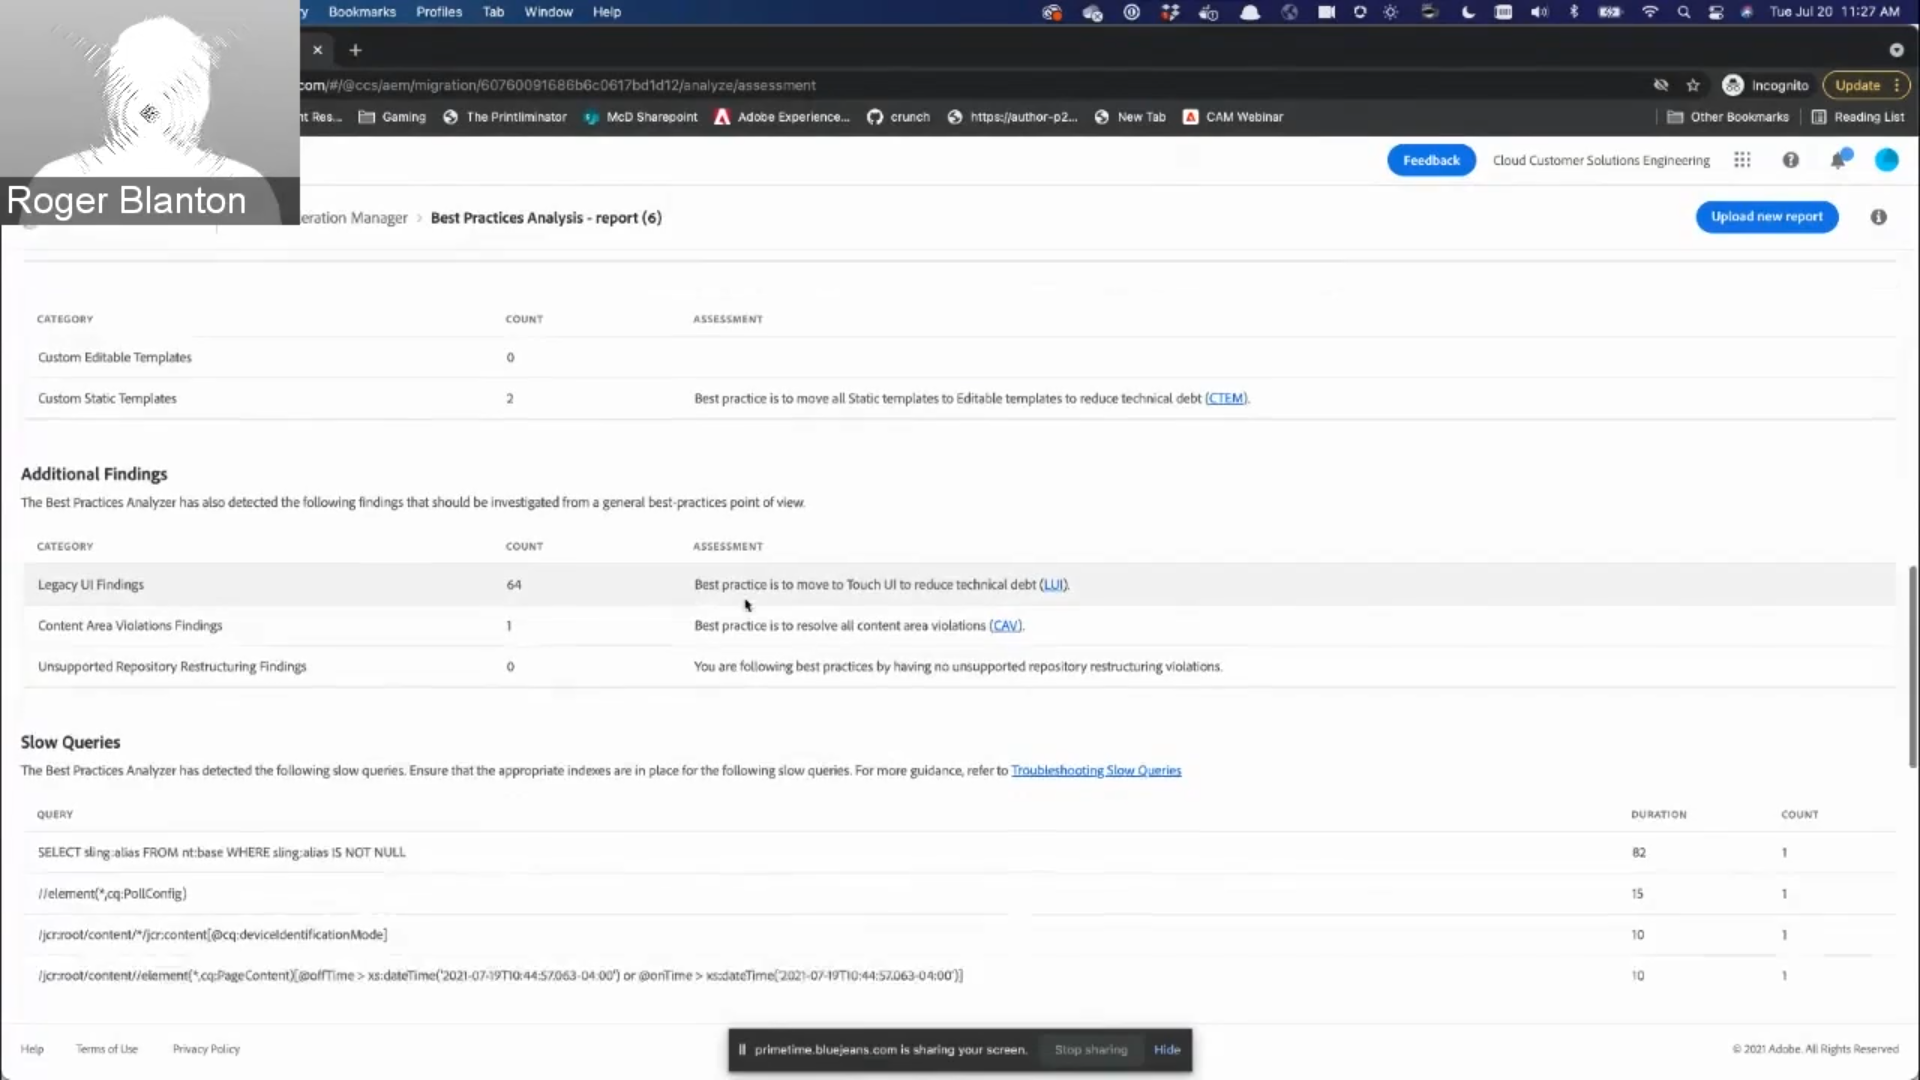 y Bookmarks Profiles Tab Window Help Tue Jul 20 11:27 AM
com/#/@ccs/aem/migration/60760091686b6c0617bd1d12/analyze/assessment Incognito Update
nt Res... Gaming The Printliminator McD Sharepoint Adobe Experience... crunch https://author-p2... New Tab CAM Webinar Other Bookmarks Reading List
Feedback Cloud Customer Solutions Engineering
Roger Blanton
eration Manager > Best Practices Analysis - report (6) Upload new report
CATEGORY COUNT ASSESSMENT
Custom Editable Templates 0
Custom Static Templates 2 Best practice is to move all Static templates to Editable templates to reduce technical debt (CTEM).
Additional Findings
The Best Practices Analyzer has also detected the following findings that should be investigated from a general best-practices point of view.
CATEGORY COUNT ASSESSMENT
Legacy UI Findings 64 Best practice is to move to Touch UI to reduce technical debt (LUI).
Content Area Violations Findings 1 Best practice is to resolve all content area violations (CAV).
Unsupported Repository Restructuring Findings 0 You are following best practices by having no unsupported repository restructuring violations.
Slow Queries
The Best Practices Analyzer has detected the following slow queries. Ensure that the appropriate indexes are in place for the following slow queries. For more guidance, refer to Troubleshooting Slow Queries
QUERY DURATION COUNT
SELECT sling:alias FROM nt:base WHERE sling:alias IS NOT NULL 82 1
//element(*,cq:PollConfig) 15 1
/jcr:root/content/*/jcr:content[@cq:deviceIdentificationMode] 10 1
/jcr:root/content//element(*,cq:PageContent)[@offTime > xs:dateTime('2021-07-19T10:44:57.063-04:00') or @onTime > xs:dateTime('2021-07-19T10:44:57.063-04:00')] 10 1
Help Terms of Use Privacy Policy © 2021 Adobe. All Rights Reserved
primetime.bluejeans.com is sharing your screen. Stop sharing Hide